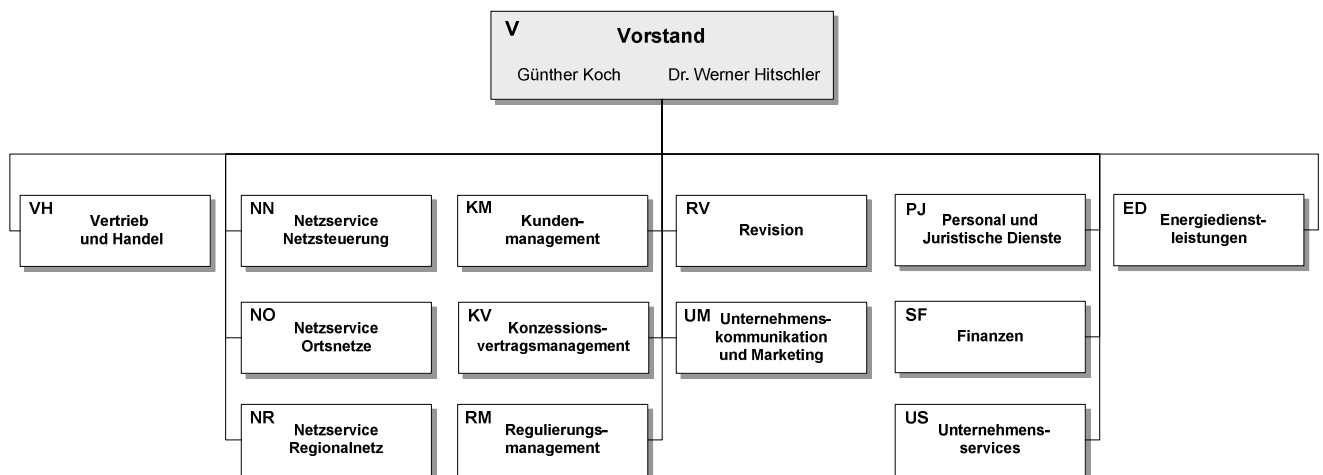 V
Vorstand
Günther Koch Dr. Werner Hitschler
VH
Vertrieb
und Handel
NN
Netzservice
Netzsteuerung
KM
Kunden-
management
RV
Revision
PJ
Personal und
Juristische Dienste
ED
Energiedienst-
leistungen
NO
Netzservice
Ortsnetze
KV
Konzessions-
vertragsmanagement
UM
Unternehmens-
kommunikation
und Marketing
SF
Finanzen
NR
Netzservice
Regionalnetz
RM
Regulierungs-
management
US
Unternehmens-
services